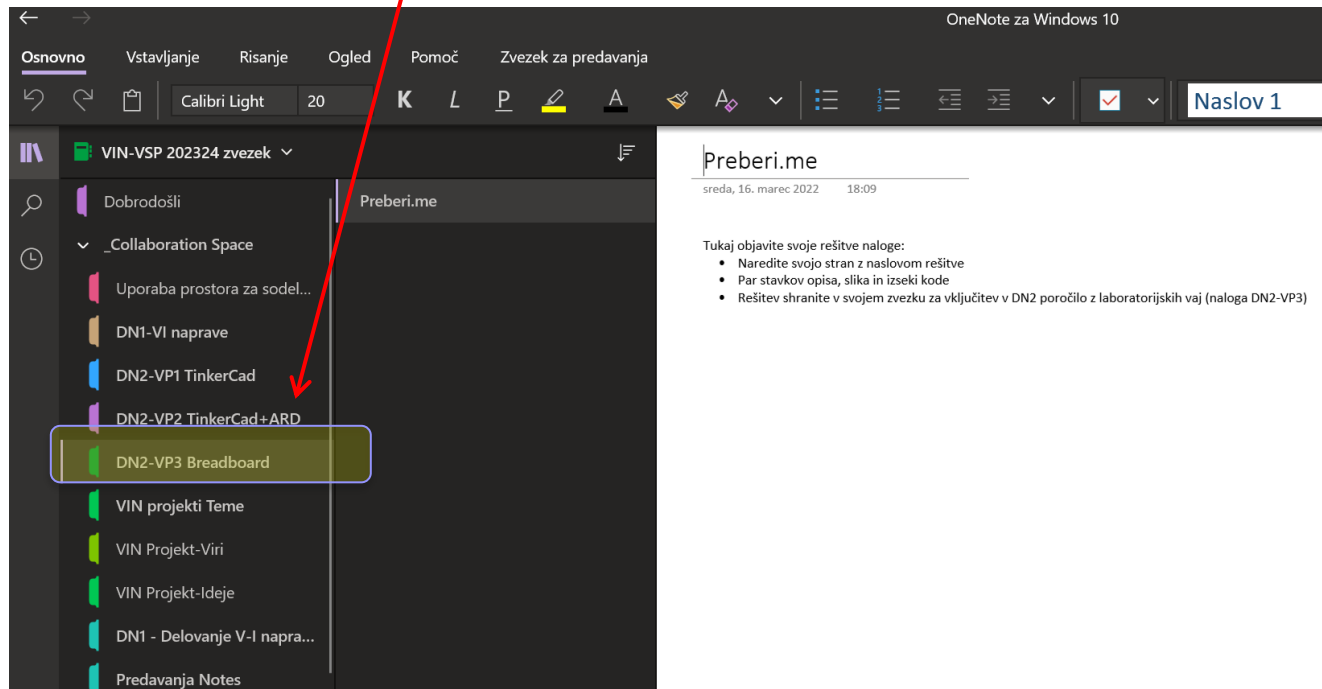 OneNote za Windows 10
Osnovno Vstavljanje Risanje Ogled Pomoč Zvezek za predavanja
Calibri Light 20 K L P A A Naslov 1
VIN-VSP 202324 zvezek
Dobrodošli
_Collaboration Space
Uporaba prostora za sodel...
DN1-VI naprave
DN2-VP1 TinkerCad
DN2-VP2 TinkerCad+ARD
DN2-VP3 Breadboard
VIN projekti Teme
VIN Projekt-Viri
VIN Projekt-Ideje
DN1 - Delovanje V-I napra...
Predavanja Notes
Preberi.me
Preberi.me
sreda, 16. marec 2022 18:09
Tukaj objavite svoje rešitve naloge:
• Naredite svojo stran z naslovom rešitve
• Par stavkov opisa, slika in izseki kode
• Rešitev shranite v svojem zvezku za vključitev v DN2 poročilo z laboratorijskih vaj (naloga DN2-VP3)